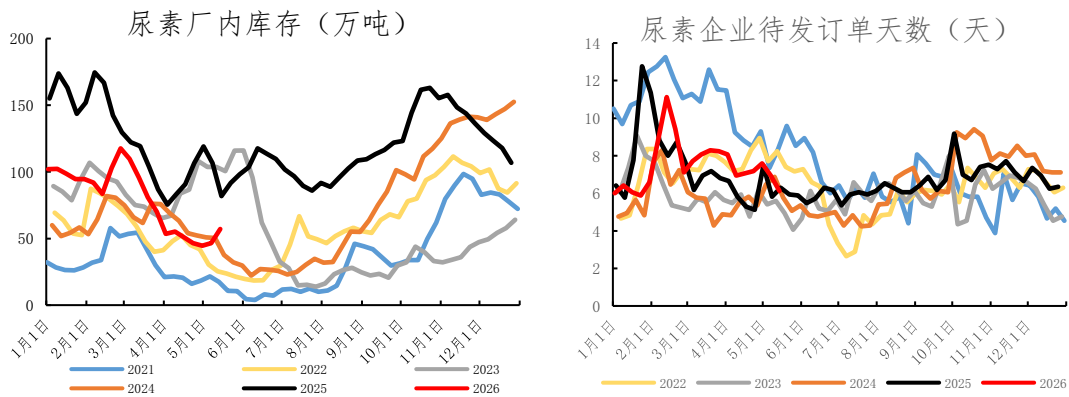 尿素厂内库存（万吨）
200
150
100
50
0
1月1日
2月1日
3月1日
4月1日
5月1日
6月1日
7月1日
8月1日
9月1日
10月1日
11月1日
12月1日
2021
2022
2023
2024
2025
2026
尿素企业待发订单天数（天）
14
12
10
8
6
4
2
0
1月1日
2月1日
3月1日
4月1日
5月1日
6月1日
7月1日
8月1日
9月1日
10月1日
11月1日
12月1日
2022
2023
2024
2025
2026